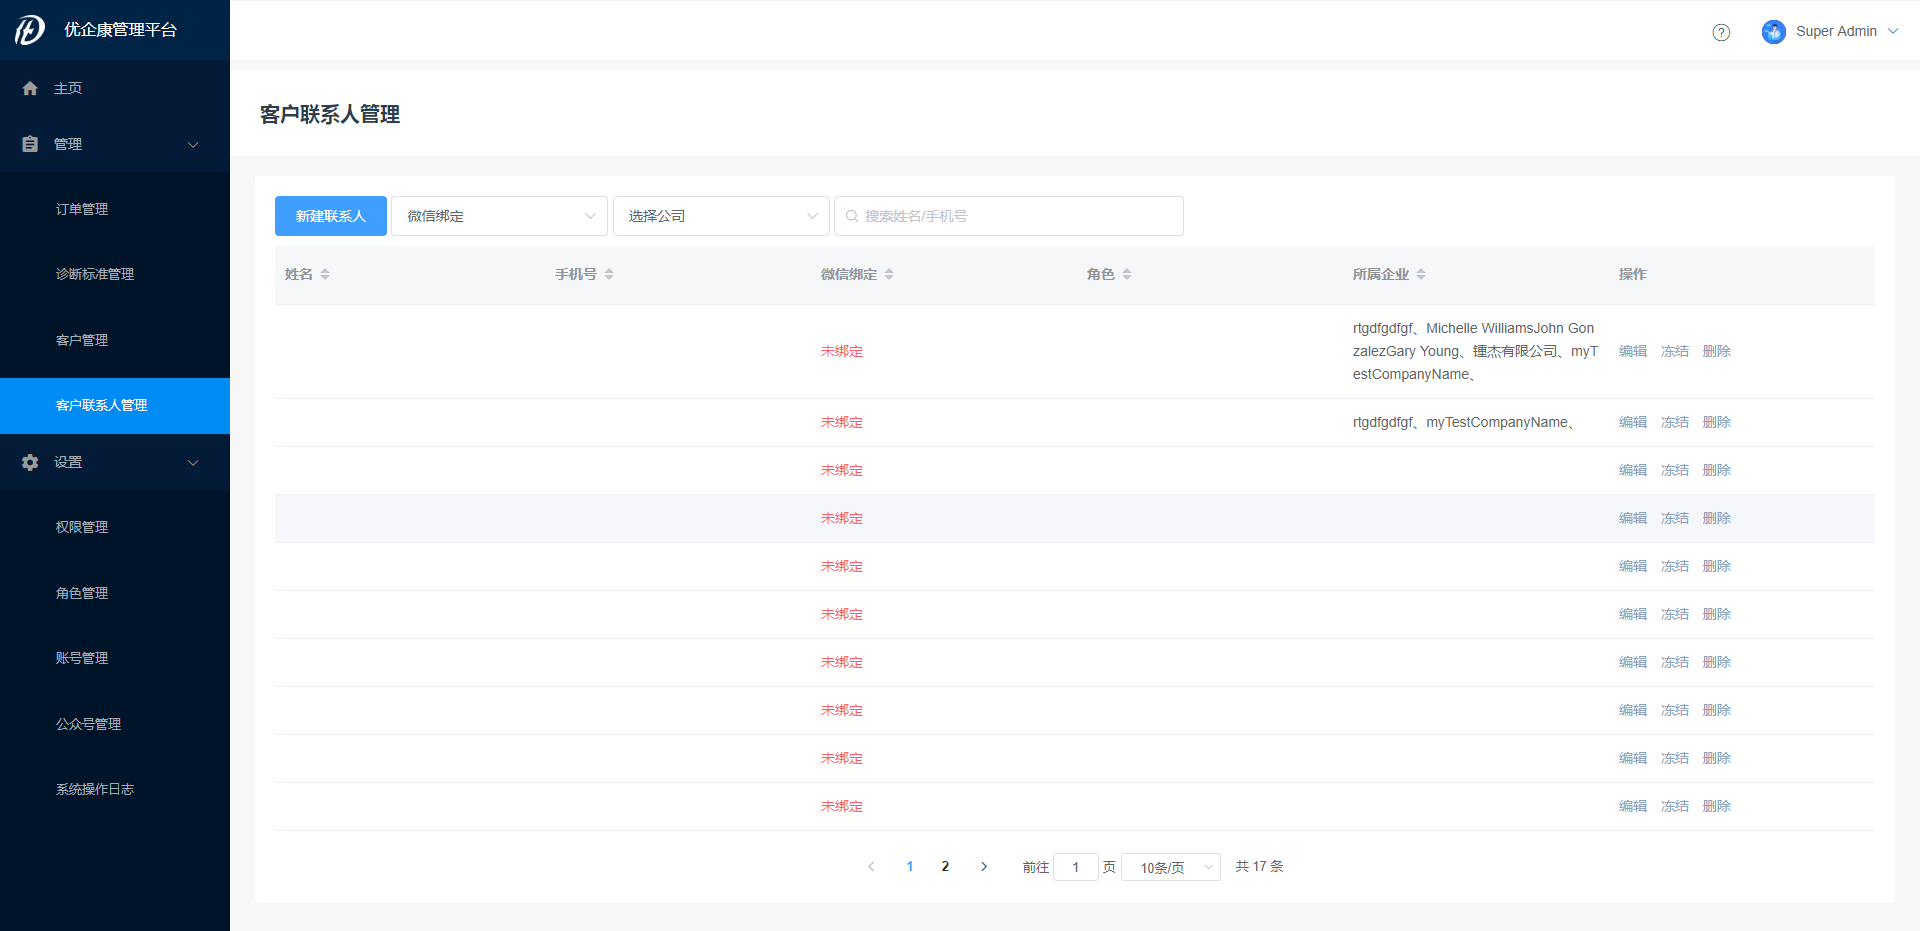 优企康管理平台
Super Admin
主页
管理
订单管理
诊断标准管理
客户管理
客户联系人管理
设置
权限管理
角色管理
账号管理
公众号管理
系统操作日志
客户联系人管理
新建联系人 微信绑定 选择公司 搜索姓名/手机号
姓名 手机号 微信绑定 角色 所属企业 操作
未绑定 rtgdfgdfgf、Michelle WilliamsJohn Gon
zalezGary Young、锺杰有限公司、myT 编辑 冻结 删除
estCompanyName、
未绑定 rtgdfgdfgf、myTestCompanyName、 编辑 冻结 删除
未绑定 编辑 冻结 删除
未绑定 编辑 冻结 删除
未绑定 编辑 冻结 删除
未绑定 编辑 冻结 删除
未绑定 编辑 冻结 删除
未绑定 编辑 冻结 删除
未绑定 编辑 冻结 删除
未绑定 编辑 冻结 删除
1 2 前往 1 页 10条/页 共 17 条